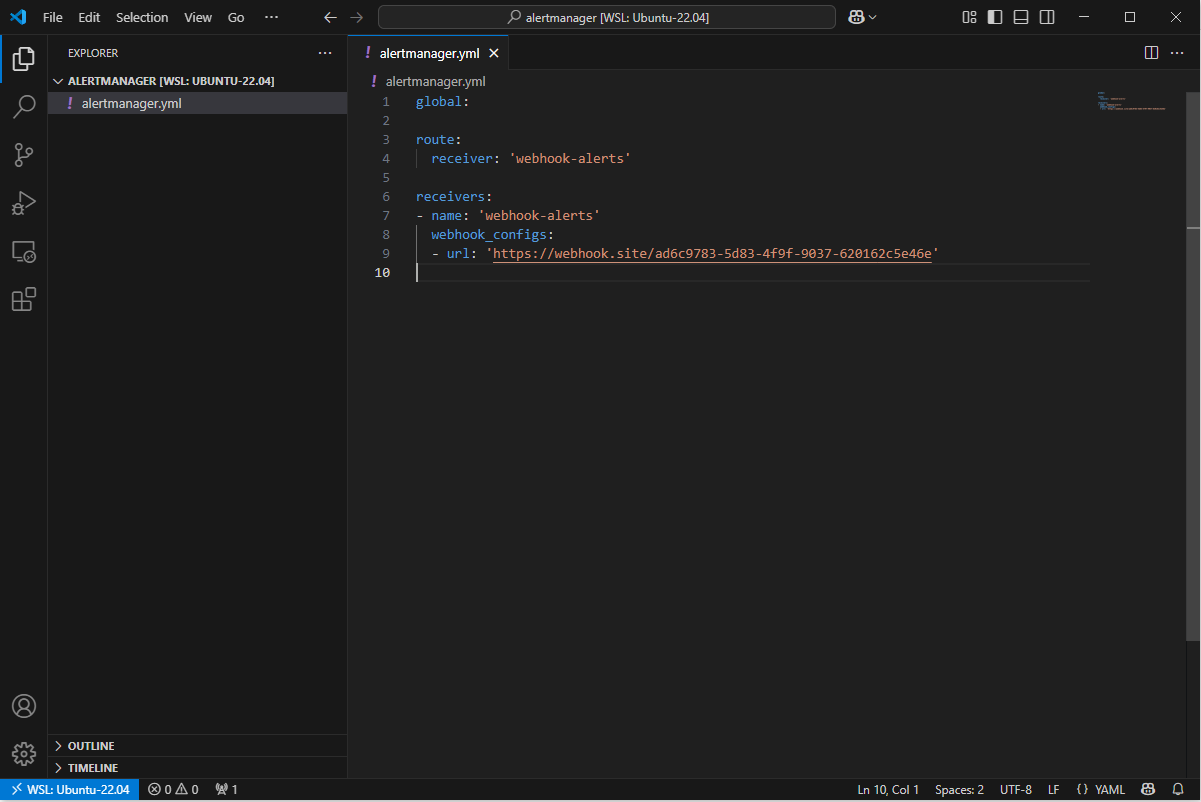 File Edit Selection View Go ··· alertmanager [WSL: Ubuntu-22.04]
EXPLORER ···
ALERTMANAGER [WSL: UBUNTU-22.04]
! alertmanager.yml
OUTLINE
TIMELINE
! alertmanager.yml
! alertmanager.yml
1 global:
2
3 route:
4   receiver: 'webhook-alerts'
5
6 receivers:
7 - name: 'webhook-alerts'
8   webhook_configs:
9   - url: 'https://webhook.site/ad6c9783-5d83-4f9f-9037-620162c5e46e'
10
WSL: Ubuntu-22.04 0 0 1 Ln 10, Col 1 Spaces: 2 UTF-8 LF {} YAML